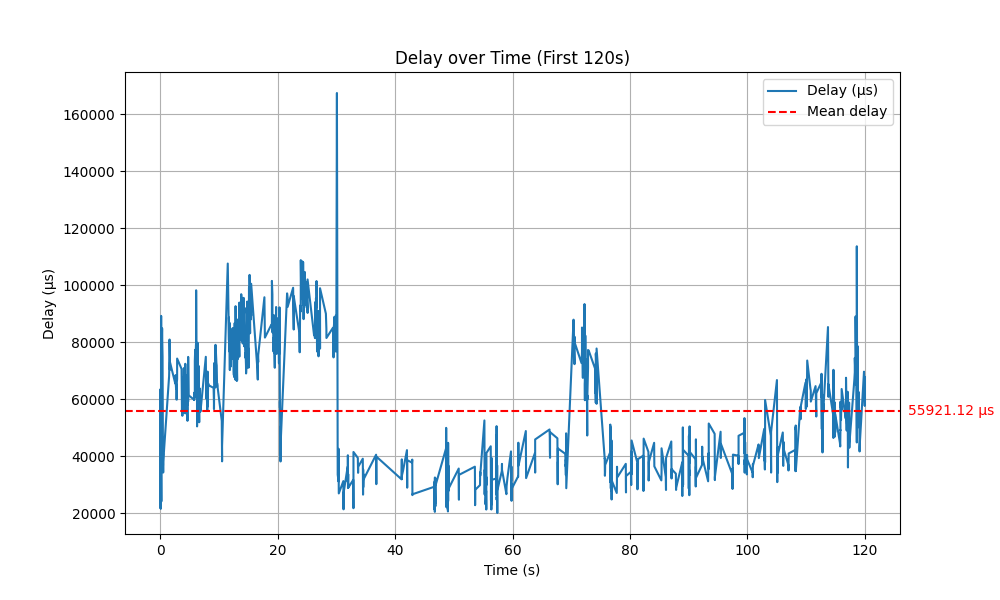 Delay over Time (First 120s)
Delay (µs)
Mean delay
160000
140000
120000
100000
80000
60000
40000
20000
Delay (µs)
55921.12 µs
0 20 40 60 80 100 120
Time (s)